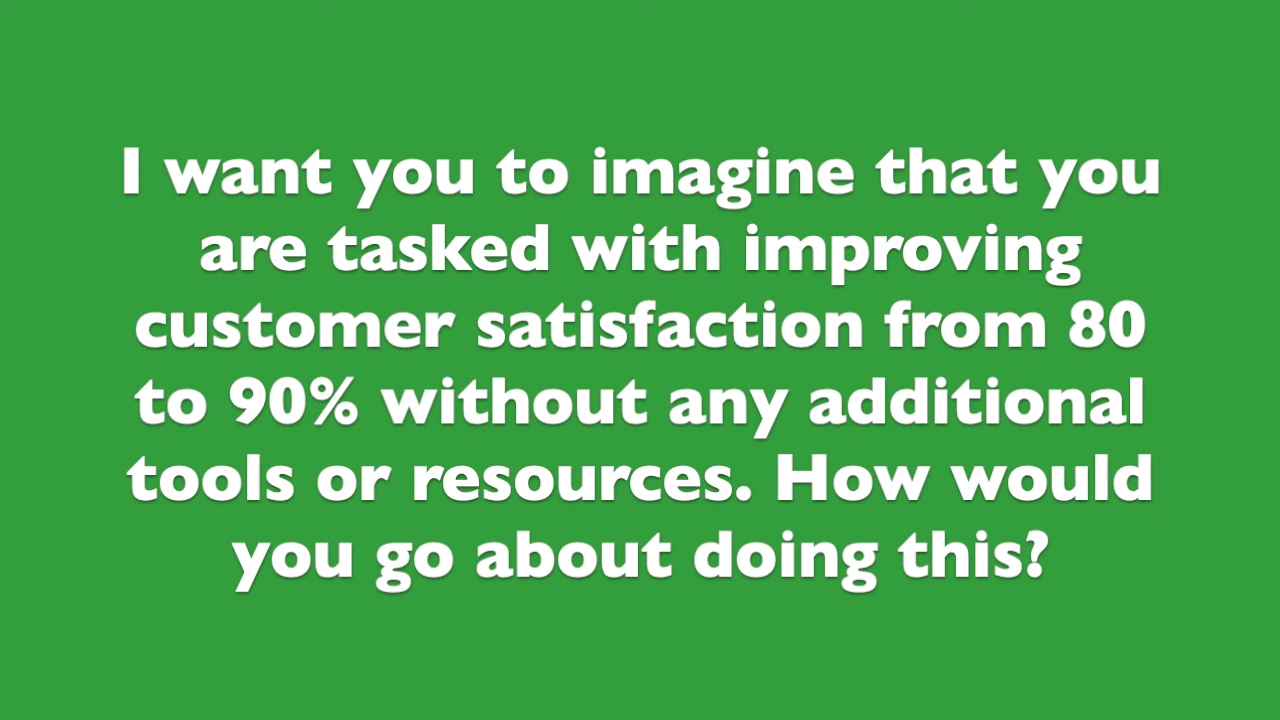 I want you to imagine that you
are tasked with improving
customer satisfaction from 80
to 90% without any additional
tools or resources. How would
you go about doing this?